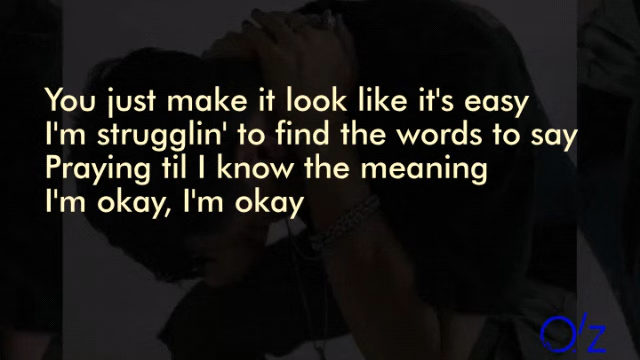 You just make it look like it's easy
I'm strugglin' to find the words to say
Praying til I know the meaning
I'm okay, I'm okay
O'z